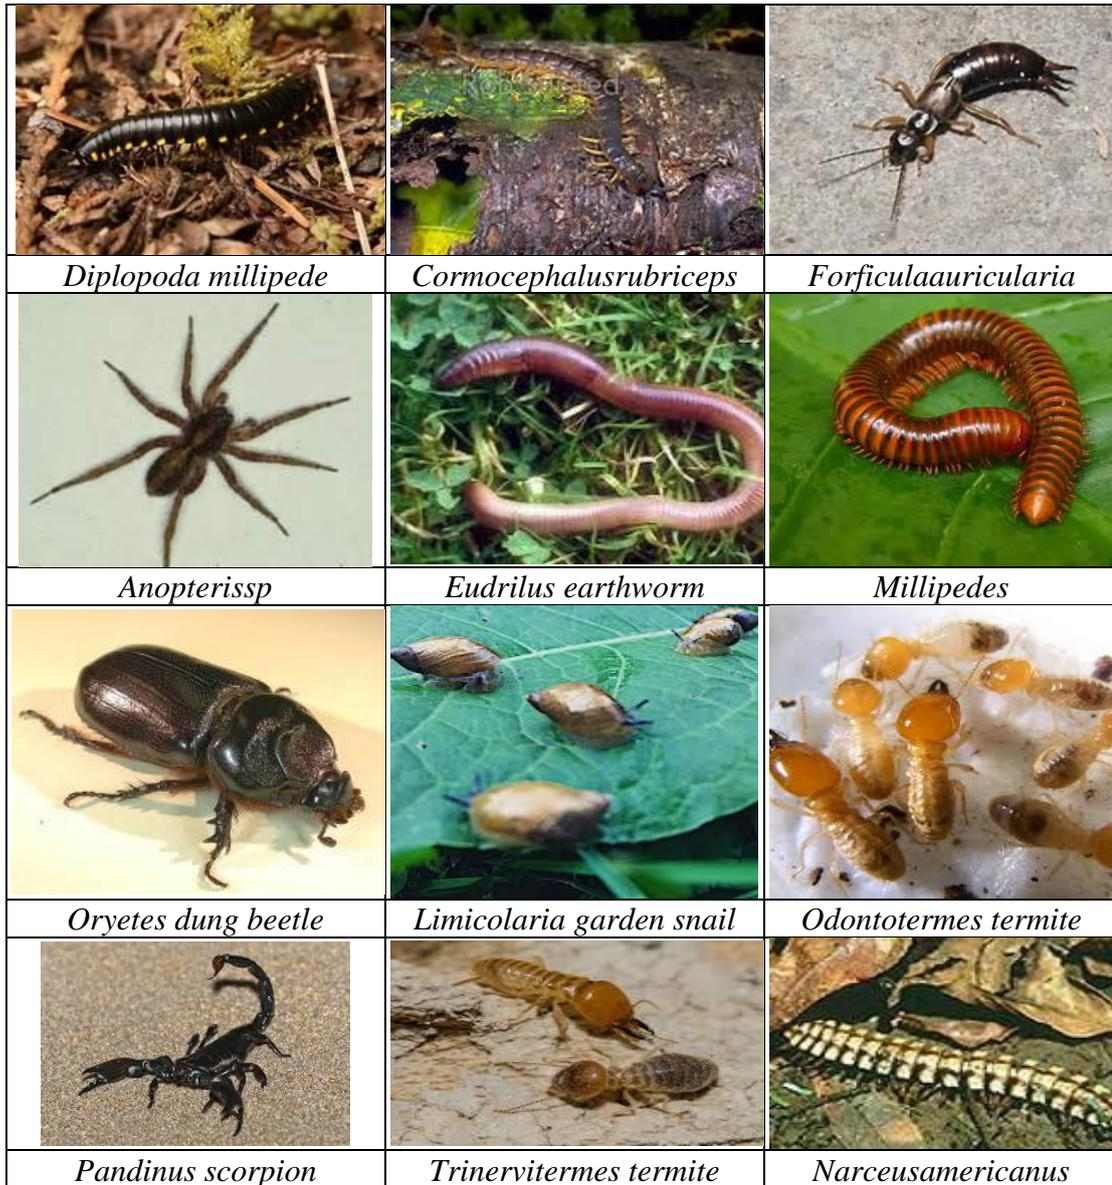 Diplopoda millipede
Cormocephalusrubriceps
Forficulaauricularia
Anopterissp
Eudrilus earthworm
Millipedes
Oryetes dung beetle
Limicolaria garden snail
Odontotermes termite
Pandinus scorpion
Trinervitermes termite
Narceusamericanus